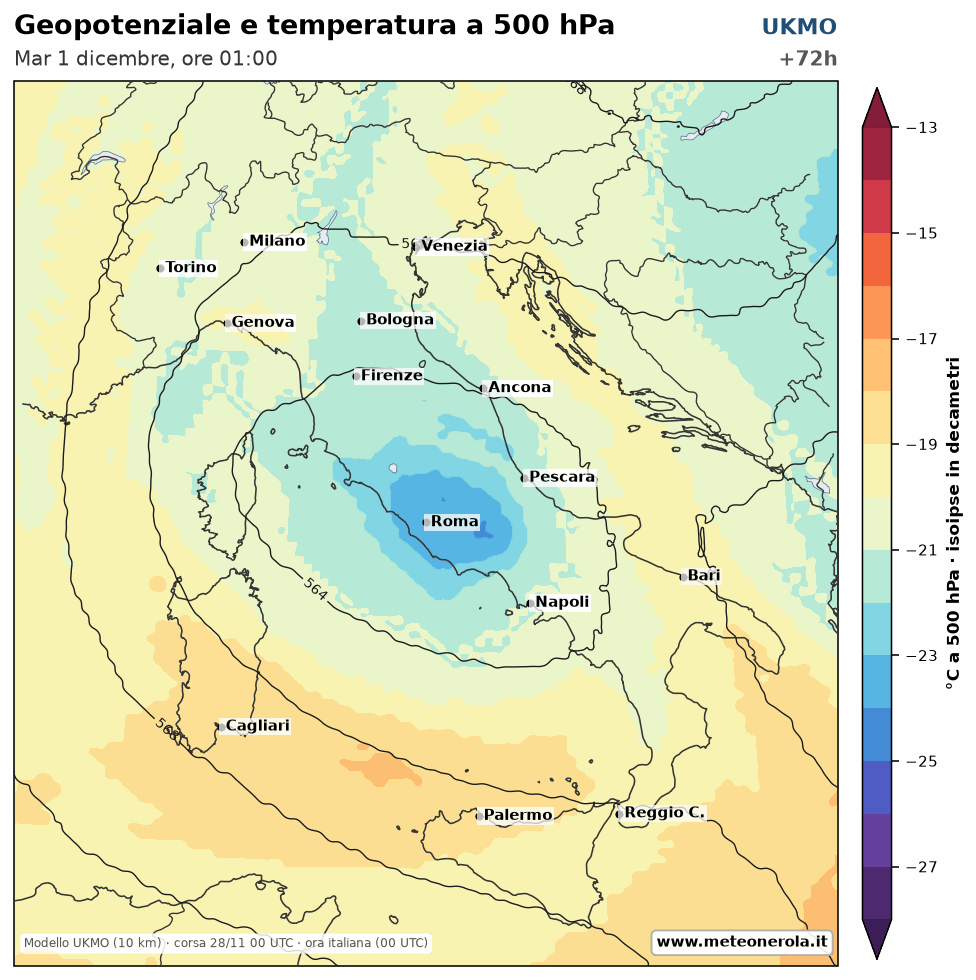 Geopotenziale e temperatura a 500 hPa
UKMO
Mar 1 dicembre, ore 01:00
+72h
−13
−15
−17
−19
−21
−23
−25
−27
°C a 500 hPa · isoipse in decametri
Milano
Venezia
Torino
Genova
Bologna
Firenze
Ancona
Pescara
Roma
Bari
564
Napoli
Cagliari
Palermo
Reggio C.
Modello UKMO (10 km) · corsa 28/11 00 UTC · ora italiana (00 UTC)
www.meteonerola.it